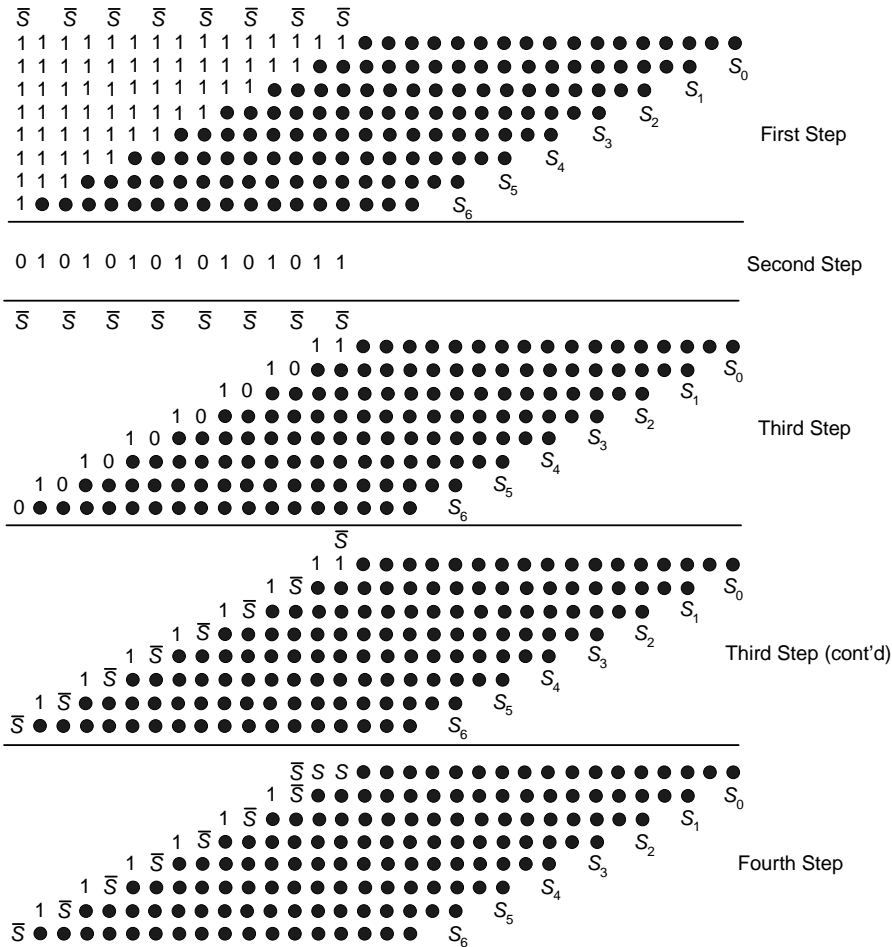 S̅ S̅ S̅ S̅ S̅ S̅ S̅ S̅
1 1 1 1 1 1 1 1 1 1 1 1 1 1 1
1 1 1 1 1 1 1 1 1 1 1 1 1 S₀
1 1 1 1 1 1 1 1 1 1 1 S₁
1 1 1 1 1 1 1 1 1 S₂
1 1 1 1 1 1 1 S₃
First Step
1 1 1 1 1 S₄
1 1 1 S₅
1 S₆
0 1 0 1 0 1 0 1 0 1 0 1 0 1 1
Second Step
S̅ S̅ S̅ S̅ S̅ S̅ S̅ S̅
1 1
1 0 S₀
1 0 S₁
1 0 S₂
1 0 S₃
Third Step
1 0 S₄
1 0 S₅
0 S₆
S̅
1 1
1 S̅ S₀
1 S̅ S₁
1 S̅ S₂
1 S̅ S₃
Third Step (cont'd)
1 S̅ S₄
1 S̅ S₅
S̅ S₆
S̅ S S
1 S̅ S₀
1 S̅ S₁
1 S̅ S₂
1 S̅ S₃
Fourth Step
1 S̅ S₄
1 S̅ S₅
S̅ S₆